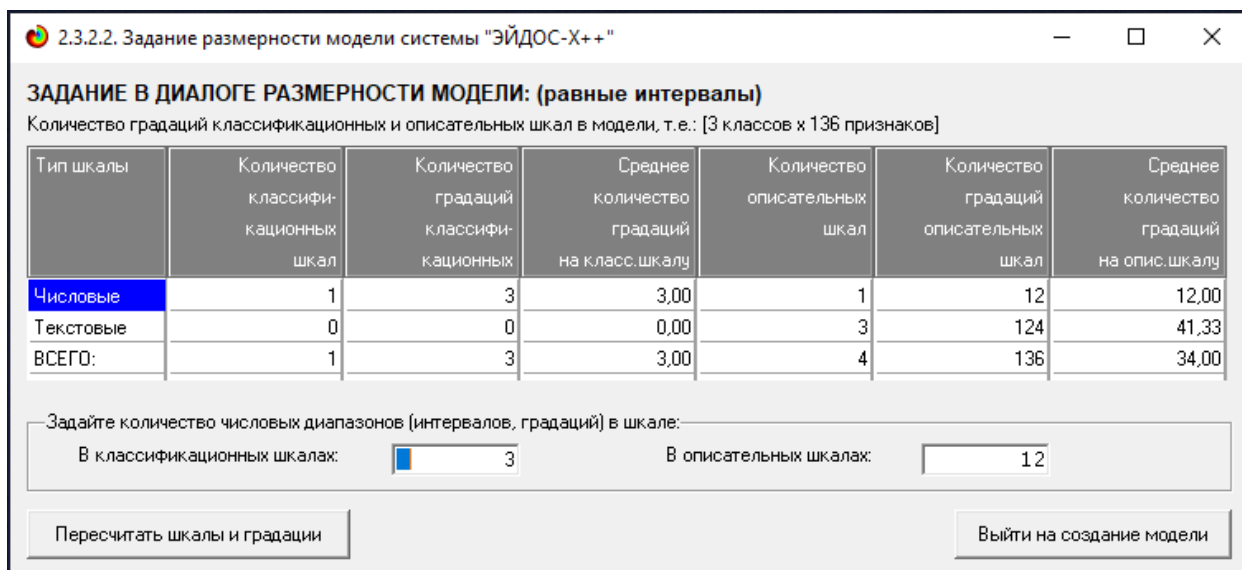 2.3.2.2. Задание размерности модели системы "ЭЙДОС-X++"
ЗАДАНИЕ В ДИАЛОГЕ РАЗМЕРНОСТИ МОДЕЛИ: (равные интервалы)
Количество градаций классификационных и описательных шкал в модели, т.е.: [3 классов x 136 признаков]
Тип шкалы Количество Количество Среднее Количество Количество Среднее
классифи- градаций количество описательных градаций количество
кационных классифи- градаций шкал описательных градаций
шкал кационных на класс.шкалу шкал на опис.шкалу
Числовые 1 3 3,00 1 12 12,00
Текстовые 0 0 0,00 3 124 41,33
ВСЕГО: 1 3 3,00 4 136 34,00
Задайте количество числовых диапазонов (интервалов, градаций) в шкале:
В классификационных шкалах: 3 В описательных шкалах: 12
Пересчитать шкалы и градации Выйти на создание модели